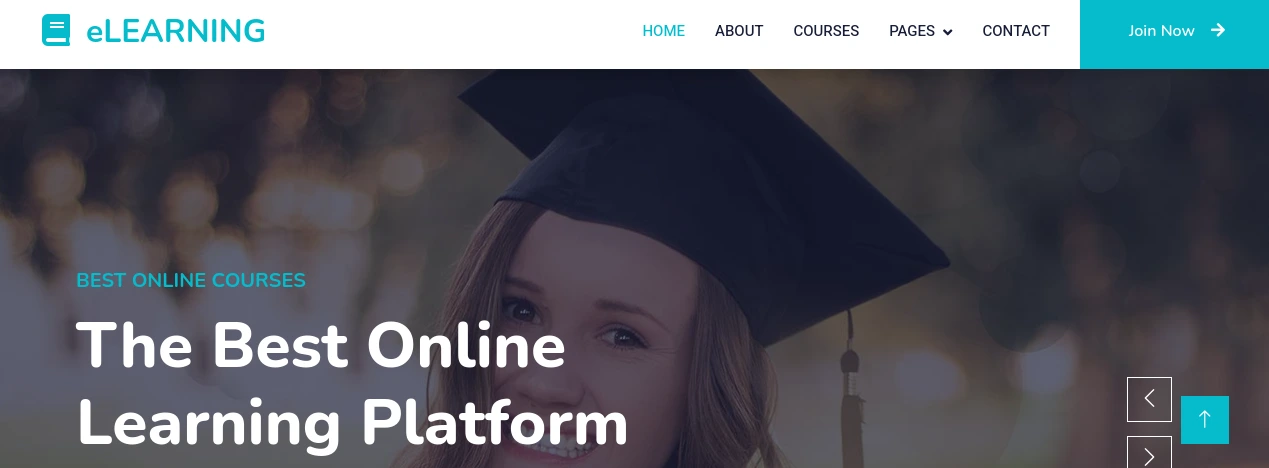 eLEARNING
HOME ABOUT COURSES PAGES CONTACT Join Now
BEST ONLINE COURSES
The Best Online
Learning Platform